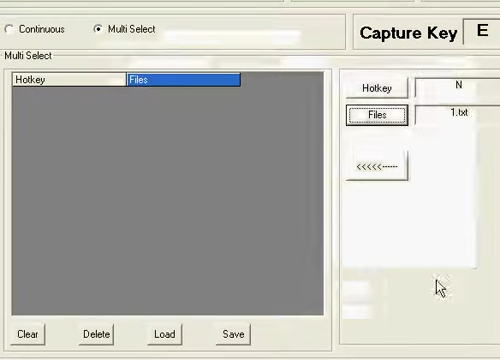 Continuous Multi Select
Capture Key E
Multi Select
Hotkey Files
Hotkey N
Files 1.txt
<<<<<-----
Clear Delete Load Save